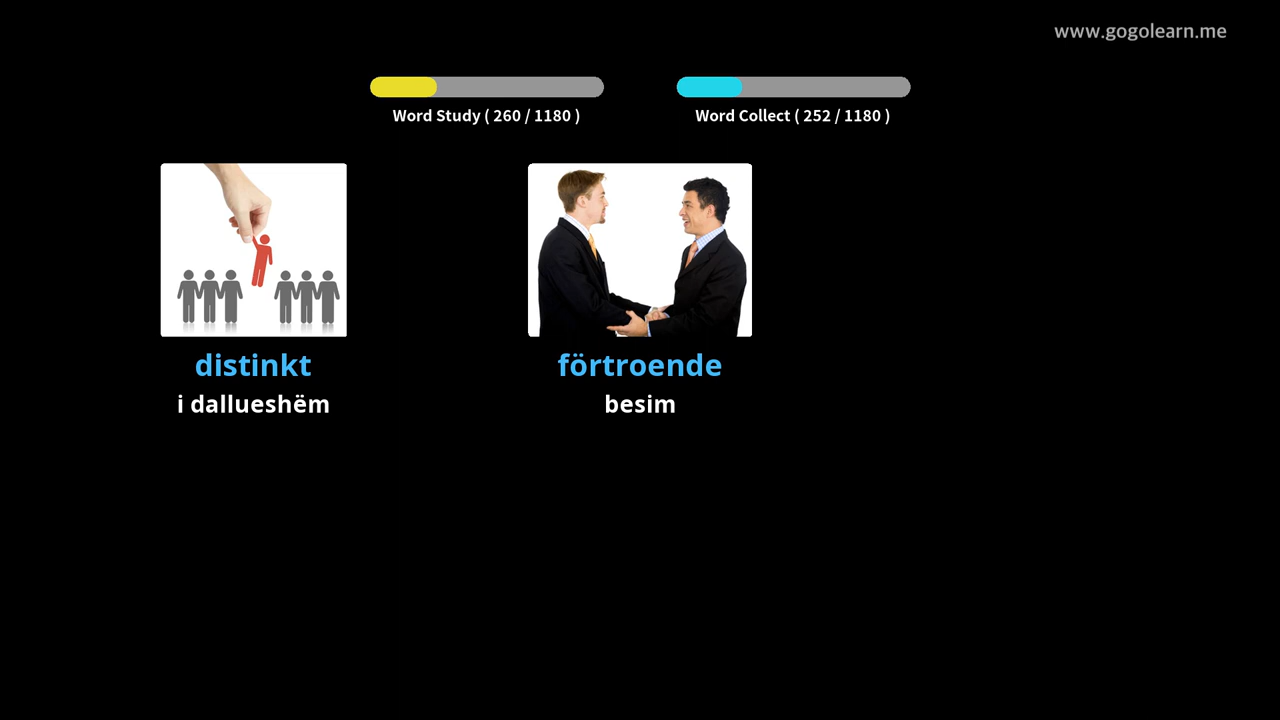 www.gogolearn.me
Word Study ( 260 / 1180 )
Word Collect ( 252 / 1180 )
distinkt
i dallueshëm
förtroende
besim